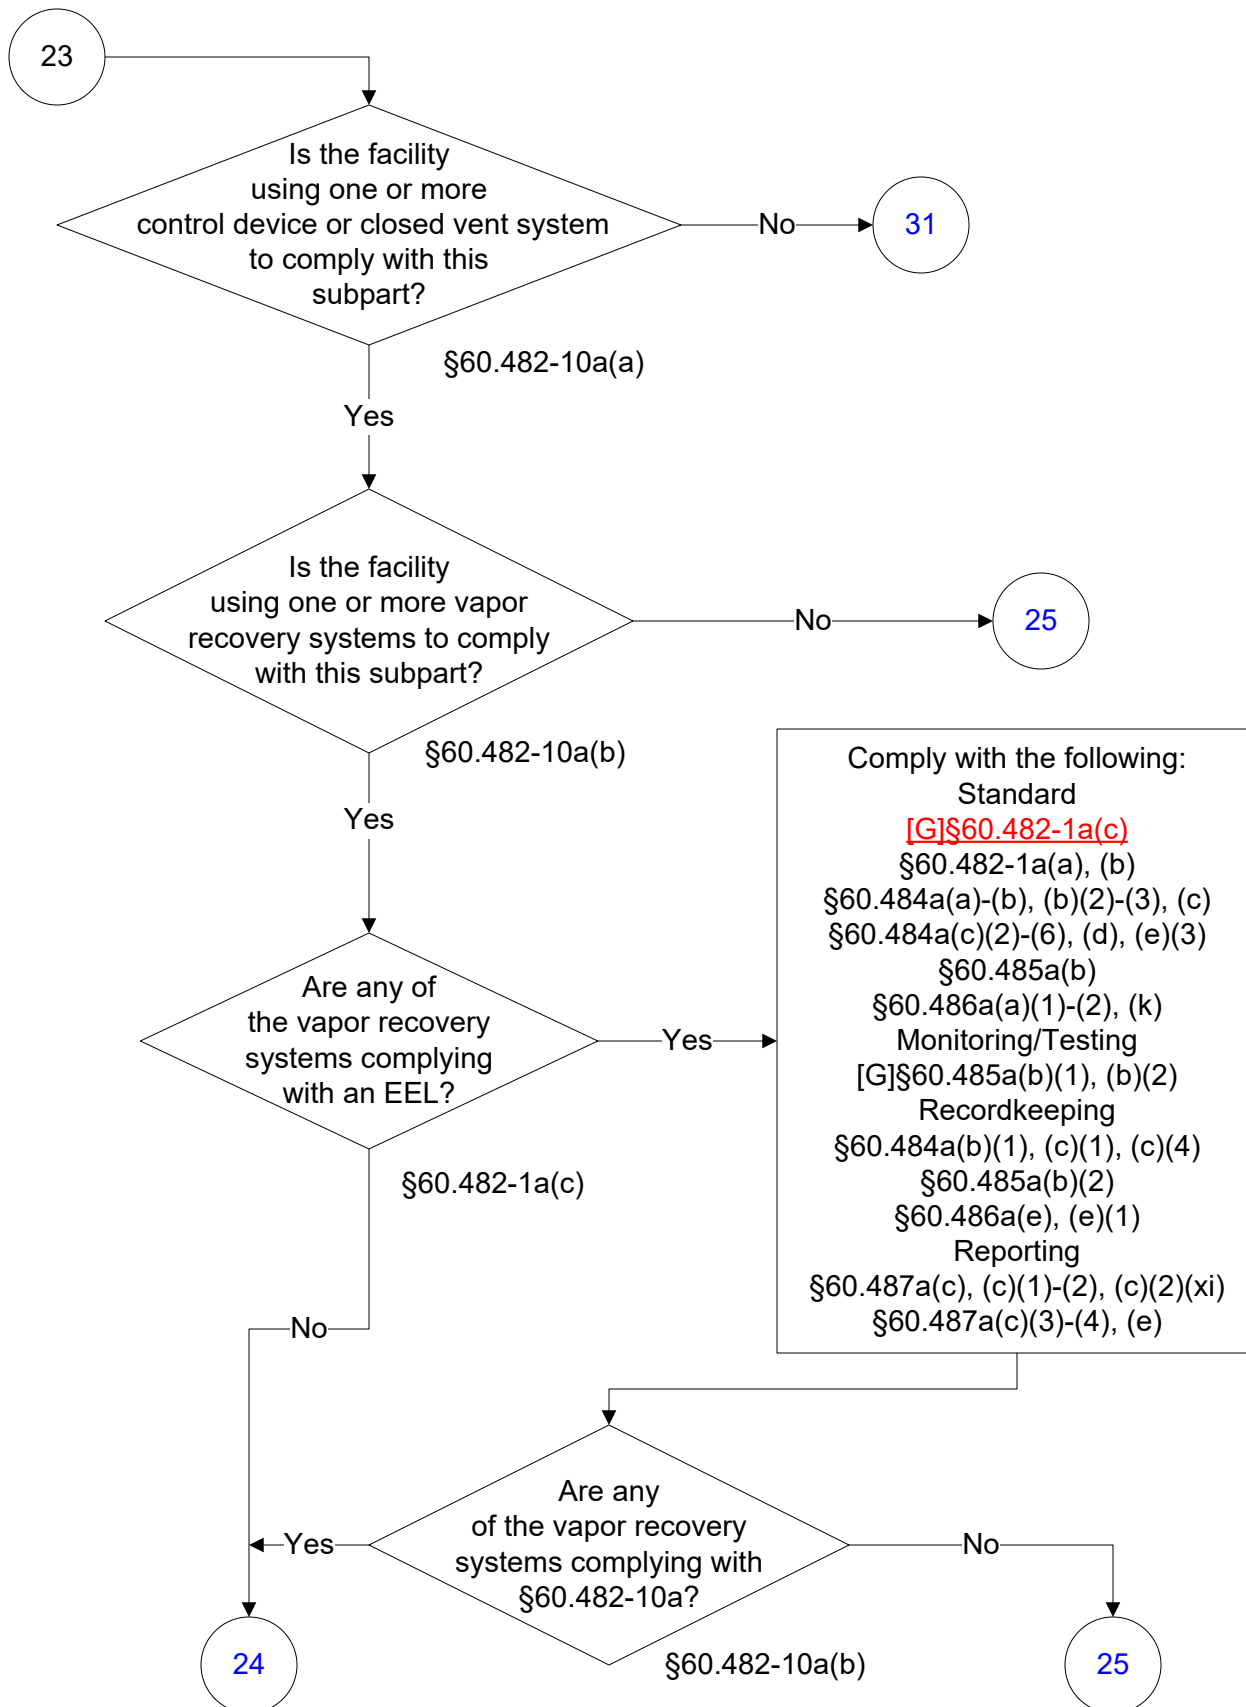 23
Is the facility
using one or more
control device or closed vent system
to comply with this
subpart?
No
31
§60.482-10a(a)
Yes
Is the facility
using one or more vapor
recovery systems to comply
with this subpart?
No
25
§60.482-10a(b)
Yes
Are any of
the vapor recovery
systems complying
with an EEL?
Yes
§60.482-1a(c)
No
Comply with the following:
Standard
[G]§60.482-1a(c)
§60.482-1a(a), (b)
§60.484a(a)-(b), (b)(2)-(3), (c)
§60.484a(c)(2)-(6), (d), (e)(3)
§60.485a(b)
§60.486a(a)(1)-(2), (k)
Monitoring/Testing
[G]§60.485a(b)(1), (b)(2)
Recordkeeping
§60.484a(b)(1), (c)(1), (c)(4)
§60.485a(b)(2)
§60.486a(e), (e)(1)
Reporting
§60.487a(c), (c)(1)-(2), (c)(2)(xi)
§60.487a(c)(3)-(4), (e)
Are any
of the vapor recovery
systems complying with
§60.482-10a?
Yes
No
§60.482-10a(b)
24
25